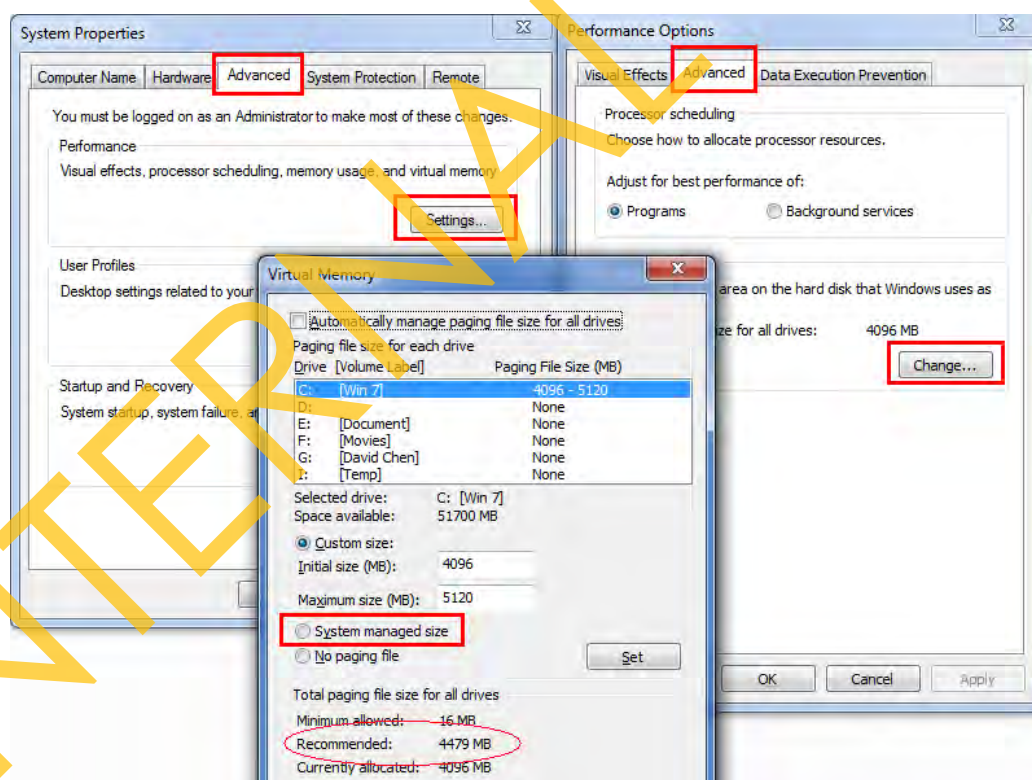 System Properties
Computer Name Hardware Advanced System Protection Remote
You must be logged on as an Administrator to make most of these changes.
Performance
Visual effects, processor scheduling, memory usage, and virtual memory
Settings...
User Profiles
Desktop settings related to your
Startup and Recovery
System startup, system failure,
Performance Options
Visual Effects Advanced Data Execution Prevention
Processor scheduling
Choose how to allocate processor resources.
Adjust for best performance of:
Programs Background services
area on the hard disk that Windows uses as
for all drives: 4096 MB
Change...
OK Cancel Apply
Virtual Memory
Automatically manage paging file size for all drives
Paging file size for each drive
Drive [Volume Label] Paging File Size (MB)
C: [Win 7] 4096 - 5120
D: None
E: [Document] None
F: [Movies] None
G: [David Chen] None
I: [Temp] None
Selected drive: C: [Win 7]
Space available: 51700 MB
Custom size:
Initial size (MB): 4096
Maximum size (MB): 5120
System managed size
No paging file
Set
Total paging file size for all drives
Minimum allowed: 16 MB
Recommended: 4479 MB
Currently allocated: 4096 MB